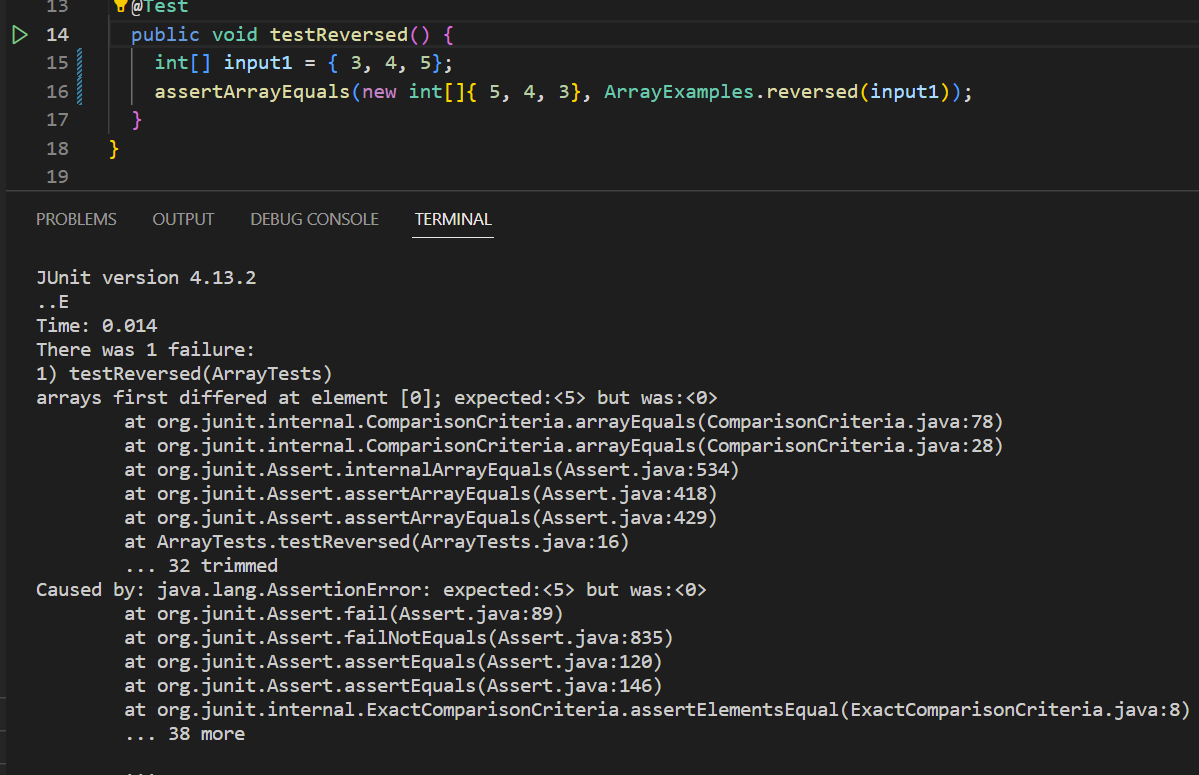 13 @Test
14 public void testReversed() {
15 int[] input1 = { 3, 4, 5};
16 assertArrayEquals(new int[]{ 5, 4, 3}, ArrayExamples.reversed(input1));
17 }
18 }
19
PROBLEMS OUTPUT DEBUG CONSOLE TERMINAL
JUnit version 4.13.2
..E
Time: 0.014
There was 1 failure:
1) testReversed(ArrayTests)
arrays first differed at element [0]; expected:<5> but was:<0>
at org.junit.internal.ComparisonCriteria.arrayEquals(ComparisonCriteria.java:78)
at org.junit.internal.ComparisonCriteria.arrayEquals(ComparisonCriteria.java:28)
at org.junit.Assert.internalArrayEquals(Assert.java:534)
at org.junit.Assert.assertArrayEquals(Assert.java:418)
at org.junit.Assert.assertArrayEquals(Assert.java:429)
at ArrayTests.testReversed(ArrayTests.java:16)
... 32 trimmed
Caused by: java.lang.AssertionError: expected:<5> but was:<0>
at org.junit.Assert.fail(Assert.java:89)
at org.junit.Assert.failNotEquals(Assert.java:835)
at org.junit.Assert.assertEquals(Assert.java:120)
at org.junit.Assert.assertEquals(Assert.java:146)
at org.junit.internal.ExactComparisonCriteria.assertElementsEqual(ExactComparisonCriteria.java:8)
... 38 more
...